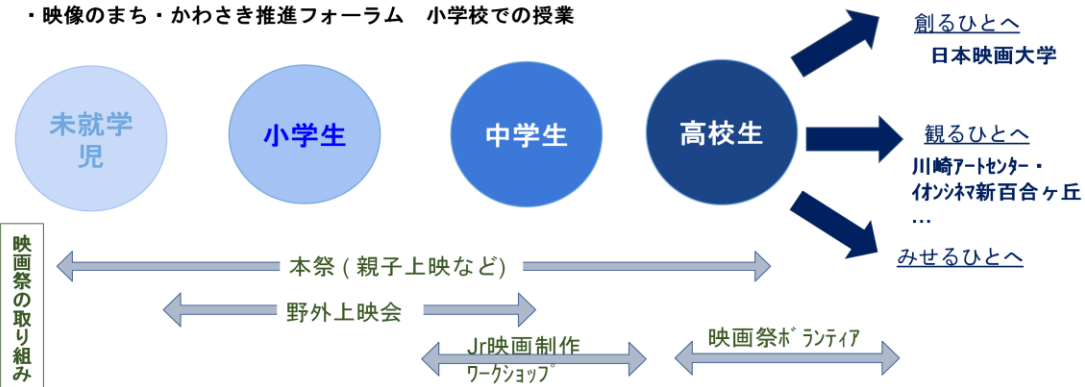 ・映像のまち・かわさき推進フォーラム　小学校での授業
未就学
児
小学生
中学生
高校生
創るひとへ
日本映画大学
観るひとへ
川崎ｱｰﾄｾﾝﾀｰ・
ｲｵﾝｼﾈﾏ新百合ヶ丘
…
みせるひとへ
映画祭の取り組み
本祭 ( 親子上映など)
野外上映会
Jr映画制作
ﾜｰｸｼｮｯﾌﾟ
映画祭ﾎﾞﾗﾝﾃｨｱ